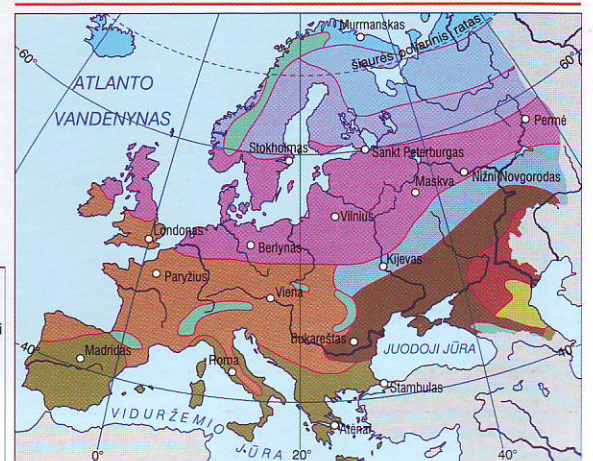 Murmanskas
60°
šiaurės poliarinis ratas
60°
ATLANTO
VANDENYNAS
Permė
Stokholmas
Sankt Peterburgas
Nižnij Novgorodas
Maskva
Vilnius
Londonas
Berlynas
Kijevas
Paryžius
Viena
i
Bukareštas
JUODOJI JŪRA
40°
Madridas
Roma
40°
Stambulas
VIDURŽEMIO
JŪRA
Atėnai
0°
20°
40°